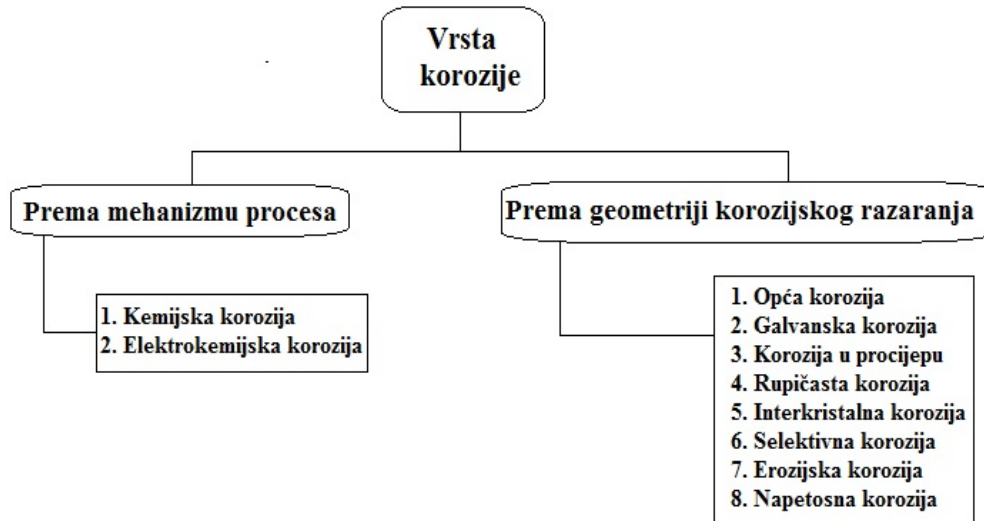 Vrsta
korozije
Prema mehanizmu procesa
Prema geometriji korozijskog razaranja
1. Kemijska korozija
2. Elektrokemijska korozija
1. Opća korozija
2. Galvanska korozija
3. Korozija u procijepu
4. Rupičasta korozija
5. Interkristalna korozija
6. Selektivna korozija
7. Erozijska korozija
8. Napetosna korozija